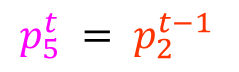 p_5^t = p_2^{t-1}